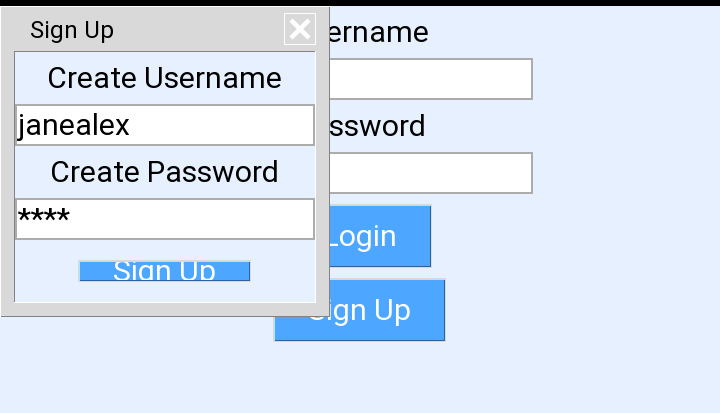 Sign Up
Create Username
janealex
Create Password
****
Sign Up
ername
ssword
Login
Sign Up